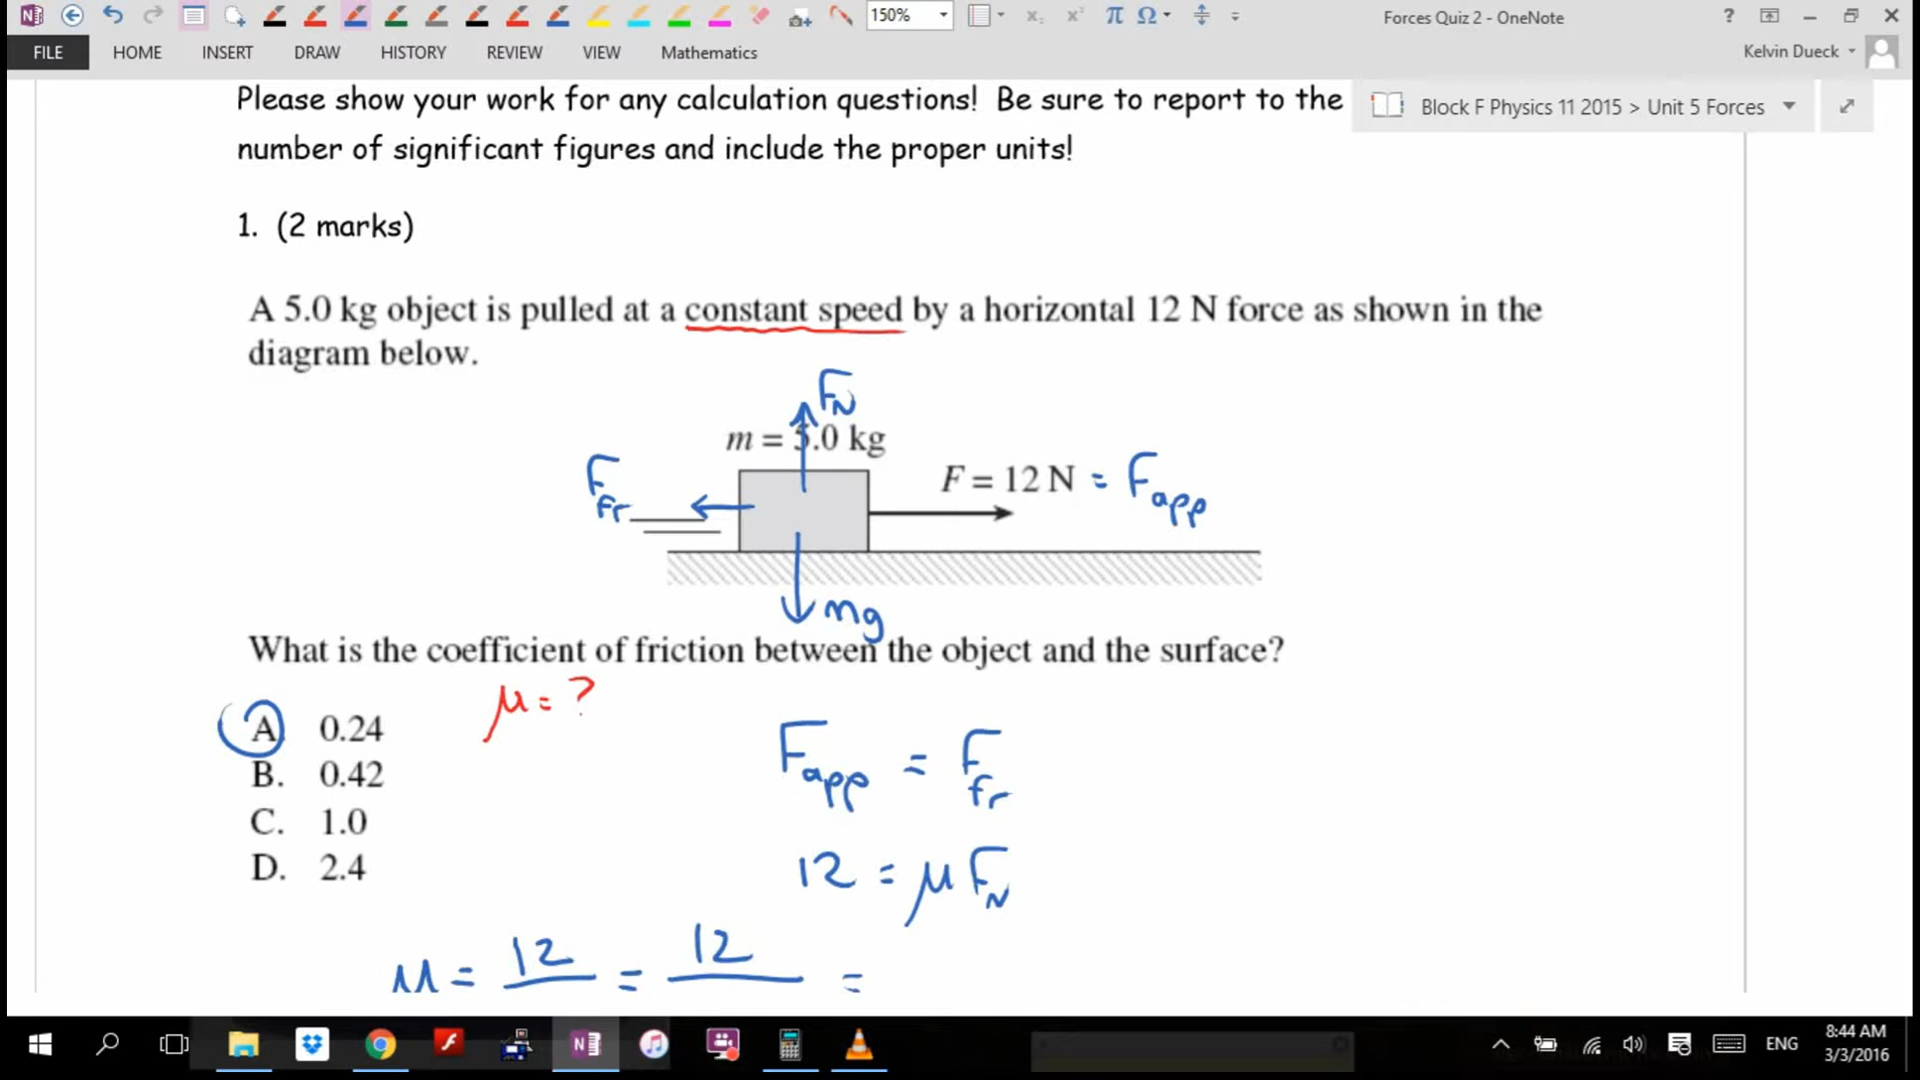 150%
Forces Quiz 2 - OneNote
FILE HOME INSERT DRAW HISTORY REVIEW VIEW Mathematics
Kelvin Dueck
Block F Physics 11 2015 > Unit 5 Forces
Please show your work for any calculation questions! Be sure to report to the
number of significant figures and include the proper units!
1. (2 marks)
A 5.0 kg object is pulled at a constant speed by a horizontal 12 N force as shown in the
diagram below.
FN
m = 5.0 kg
Ffr
F = 12 N = Fapp
mg
What is the coefficient of friction between the object and the surface?
μ = ?
A 0.24
B. 0.42
C. 1.0
D. 2.4
Fapp = Ffr
12 = μ FN
μ = 12 = 12 =
ENG
8:44 AM
3/3/2016